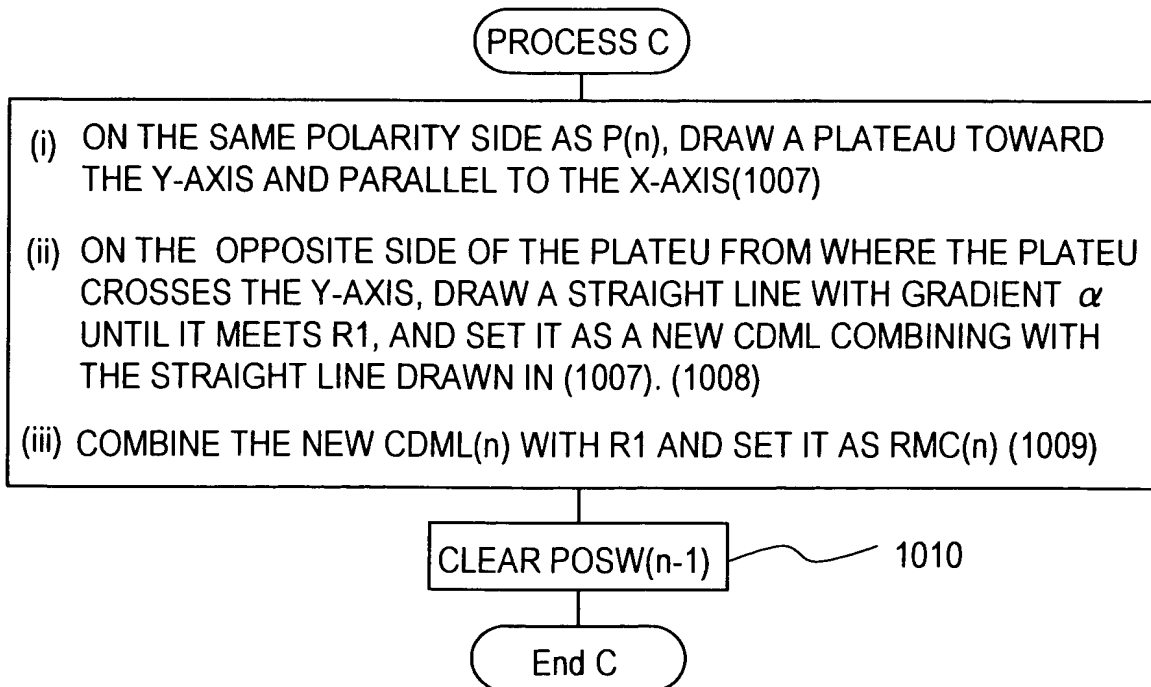 PROCESS C
(i) ON THE SAME POLARITY SIDE AS P(n), DRAW A PLATEAU TOWARD
THE Y-AXIS AND PARALLEL TO THE X-AXIS(1007)
(ii) ON THE OPPOSITE SIDE OF THE PLATEU FROM WHERE THE PLATEU
CROSSES THE Y-AXIS, DRAW A STRAIGHT LINE WITH GRADIENT α
UNTIL IT MEETS R1, AND SET IT AS A NEW CDML COMBINING WITH
THE STRAIGHT LINE DRAWN IN (1007). (1008)
(iii) COMBINE THE NEW CDML(n) WITH R1 AND SET IT AS RMC(n) (1009)
CLEAR POSW(n-1) 1010
End C